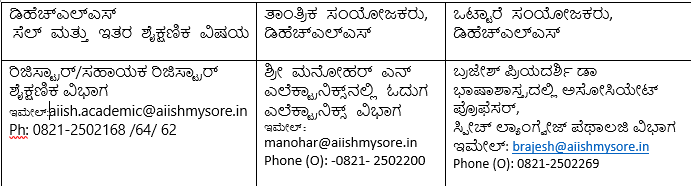 ಡಿಹೆಚ್ಎಲ್ಎಸ್
ಸೆಲ್ ಮತ್ತು ಇತರ ಶೈಕ್ಷಣಿಕ ವಿಷಯ
ತಾಂತ್ರಿಕ ಸಂಯೋಜಕರು,
ಡಿಹೆಚ್ಎಲ್ಎಸ್
ಒಟ್ಟಾರೆ ಸಂಯೋಜಕರು,
ಡಿಹೆಚ್ಎಲ್ಎಸ್
ರಿಜಿಸ್ಟ್ರಾರ್/ಸಹಾಯಕ ರಿಜಿಸ್ಟ್ರಾರ್
ಶೈಕ್ಷಣಿಕ ವಿಭಾಗ
ಇಮೇಲ್:aiish.academic@aiishmysore.in
Ph: 0821-2502168 /64/ 62
ಶ್ರೀ ಮನೋಹರ್ ಎನ್
ಎಲೆಕ್ಟ್ರಾನಿಕ್ಸ್‌ನಲ್ಲಿ ಓದುಗ
ಎಲೆಕ್ಟ್ರಾನಿಕ್ಸ್ ವಿಭಾಗ
ಇಮೇಲ್:
manohar@aiishmysore.in
Phone (O): -0821- 2502200
ಬ್ರಜೇಶ್ ಪ್ರಿಯದರ್ಶಿ ಡಾ
ಭಾಷಾಶಾಸ್ತ್ರದಲ್ಲಿ ಅಸೋಸಿಯೇಟ್
ಪ್ರೊಫೆಸರ್,
ಸ್ಪೀಚ್ ಲ್ಯಾಂಗ್ವೇಜ್ ಪೆಥಾಲಜಿ ವಿಭಾಗ
ಇಮೇಲ್: brajesh@aiishmysore.in
Phone (O): 0821-2502269